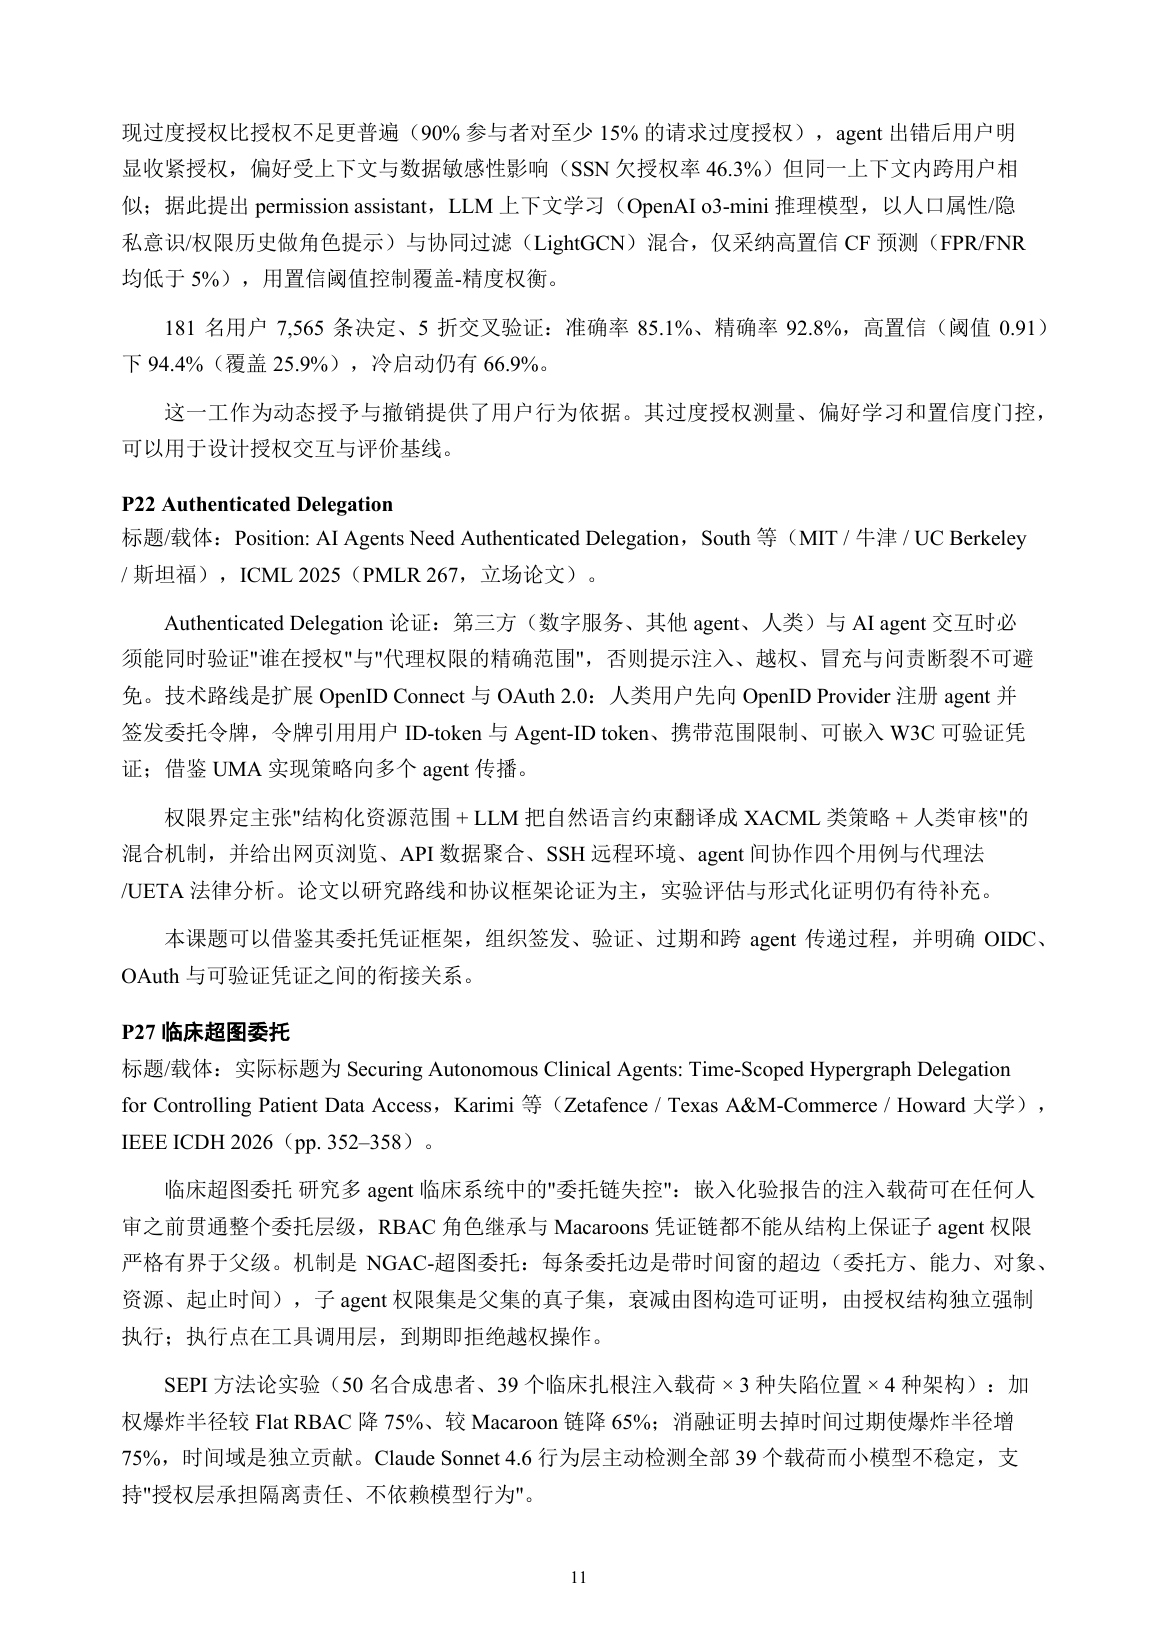 现过度授权比授权不足更普遍（90% 参与者对至少 15% 的请求过度授权），agent 出错后用户明
显收紧授权，偏好受上下文与数据敏感性影响（SSN 欠授权率 46.3%）但同一上下文内跨用户相
似；据此提出 permission assistant，LLM 上下文学习（OpenAI o3-mini 推理模型，以人口属性/隐
私意识/权限历史做角色提示）与协同过滤（LightGCN）混合，仅采纳高置信 CF 预测（FPR/FNR
均低于 5%），用置信阈值控制覆盖-精度权衡。
181 名用户 7,565 条决定、5 折交叉验证：准确率 85.1%、精确率 92.8%，高置信（阈值 0.91）
下 94.4%（覆盖 25.9%），冷启动仍有 66.9%。
这一工作为动态授予与撤销提供了用户行为依据。其过度授权测量、偏好学习和置信度门控，
可以用于设计授权交互与评价基线。
P22 Authenticated Delegation
标题/载体：Position: AI Agents Need Authenticated Delegation，South 等（MIT / 牛津 / UC Berkeley
/ 斯坦福），ICML 2025（PMLR 267，立场论文）。
Authenticated Delegation 论证：第三方（数字服务、其他 agent、人类）与 AI agent 交互时必
须能同时验证"谁在授权"与"代理权限的精确范围"，否则提示注入、越权、冒充与问责断裂不可避
免。技术路线是扩展 OpenID Connect 与 OAuth 2.0：人类用户先向 OpenID Provider 注册 agent 并
签发委托令牌，令牌引用用户 ID-token 与 Agent-ID token、携带范围限制、可嵌入 W3C 可验证凭
证；借鉴 UMA 实现策略向多个 agent 传播。
权限界定主张"结构化资源范围 + LLM 把自然语言约束翻译成 XACML 类策略 + 人类审核"的
混合机制，并给出网页浏览、API 数据聚合、SSH 远程环境、agent 间协作四个用例与代理法
/UETA 法律分析。论文以研究路线和协议框架论证为主，实验评估与形式化证明仍有待补充。
本课题可以借鉴其委托凭证框架，组织签发、验证、过期和跨 agent 传递过程，并明确 OIDC、
OAuth 与可验证凭证之间的衔接关系。
P27 临床超图委托
标题/载体：实际标题为 Securing Autonomous Clinical Agents: Time-Scoped Hypergraph Delegation
for Controlling Patient Data Access，Karimi 等（Zetafence / Texas A&M-Commerce / Howard 大学），
IEEE ICDH 2026（pp. 352–358）。
临床超图委托 研究多 agent 临床系统中的"委托链失控"：嵌入化验报告的注入载荷可在任何人
审之前贯通整个委托层级，RBAC 角色继承与 Macaroons 凭证链都不能从结构上保证子 agent 权限
严格有界于父级。机制是 NGAC-超图委托：每条委托边是带时间窗的超边（委托方、能力、对象、
资源、起止时间），子 agent 权限集是父集的真子集，衰减由图构造可证明，由授权结构独立强制
执行；执行点在工具调用层，到期即拒绝越权操作。
SEPI 方法论实验（50 名合成患者、39 个临床扎根注入载荷 × 3 种失陷位置 × 4 种架构）：加
权爆炸半径较 Flat RBAC 降 75%、较 Macaroon 链降 65%；消融证明去掉时间过期使爆炸半径增
75%，时间域是独立贡献。Claude Sonnet 4.6 行为层主动检测全部 39 个载荷而小模型不稳定，支
持"授权层承担隔离责任、不依赖模型行为"。
11